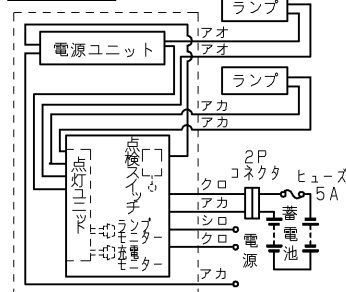 ランプ
アオ
アオ
電源ユニット
ランプ
アカ
アカ
点灯ユニット
点検スイッチ
ランプモニター
充電モニター
クロ
アカ
シロ
クロ
アカ
2P
コネクタ
ヒューズ
5A
蓄電池
電源